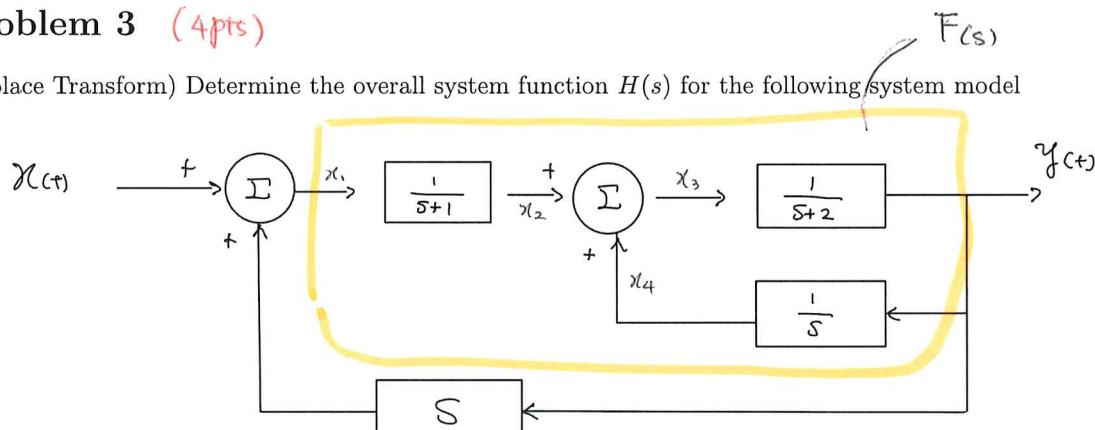 oblem 3 (4pts)
F(s)
lace Transform) Determine the overall system function H(s) for the following system model
x(t) + Σ x₁ 1/(s+1) + x₂ Σ x₃ 1/(s+2) y(t)
+ + x₄ 1/s
S